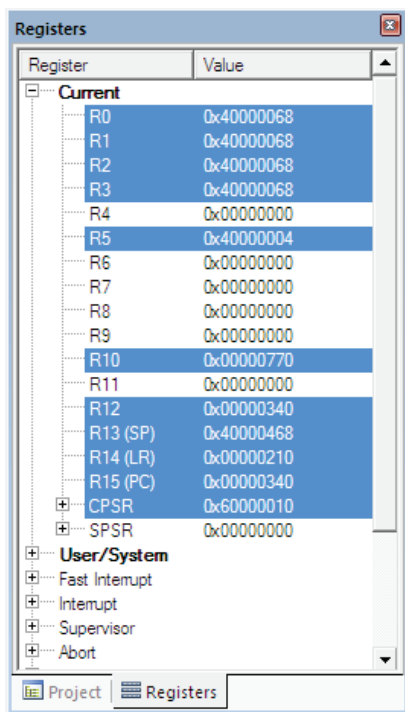 Registers
Register Value
Current
R0 0x40000068
R1 0x40000068
R2 0x40000068
R3 0x40000068
R4 0x00000000
R5 0x40000004
R6 0x00000000
R7 0x00000000
R8 0x00000000
R9 0x00000000
R10 0x00000770
R11 0x00000000
R12 0x00000340
R13 (SP) 0x40000468
R14 (LR) 0x00000210
R15 (PC) 0x00000340
CPSR 0x60000010
SPSR 0x00000000
User/System
Fast Interrupt
Interrupt
Supervisor
Abort
Project Registers